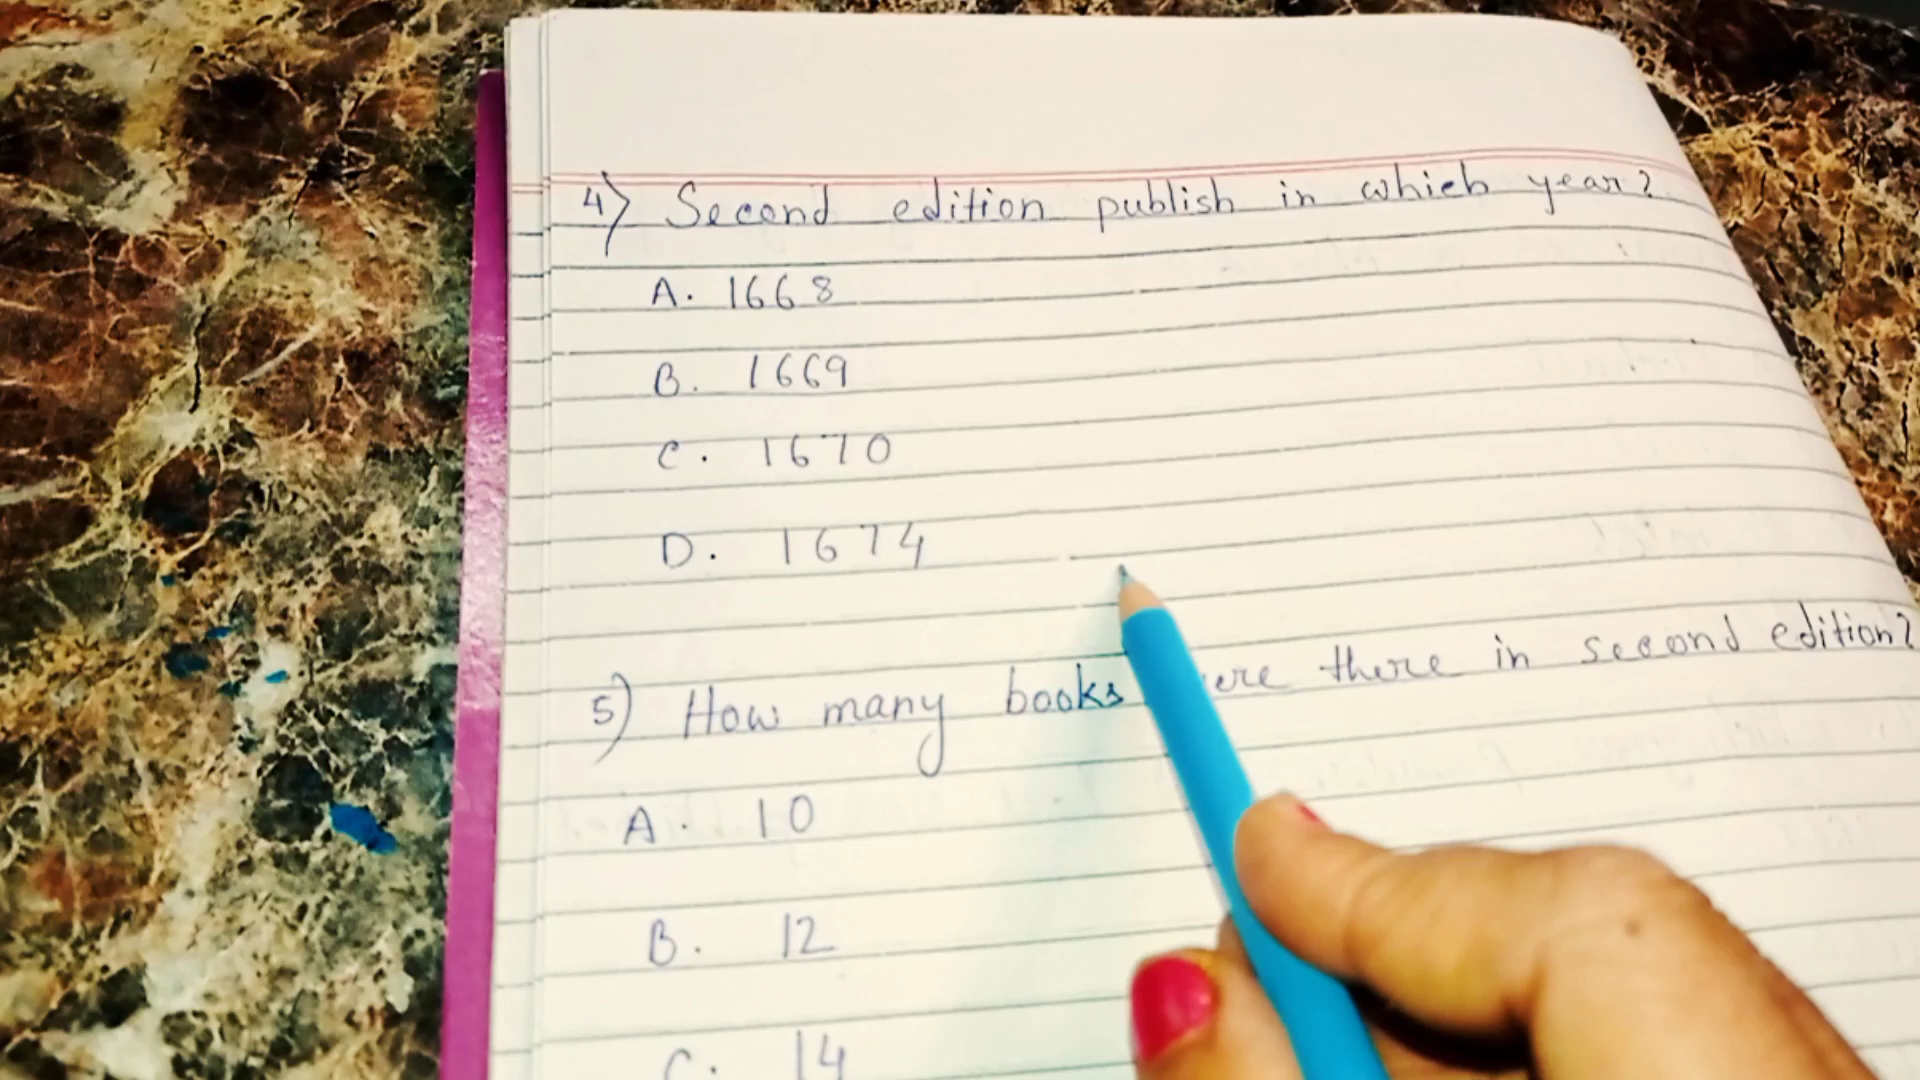 4) Second edition publish in which year?
A. 1668
B. 1669
C. 1670
D. 1674
5) How many books there in second edition?
A. 10
B. 12
C. 14